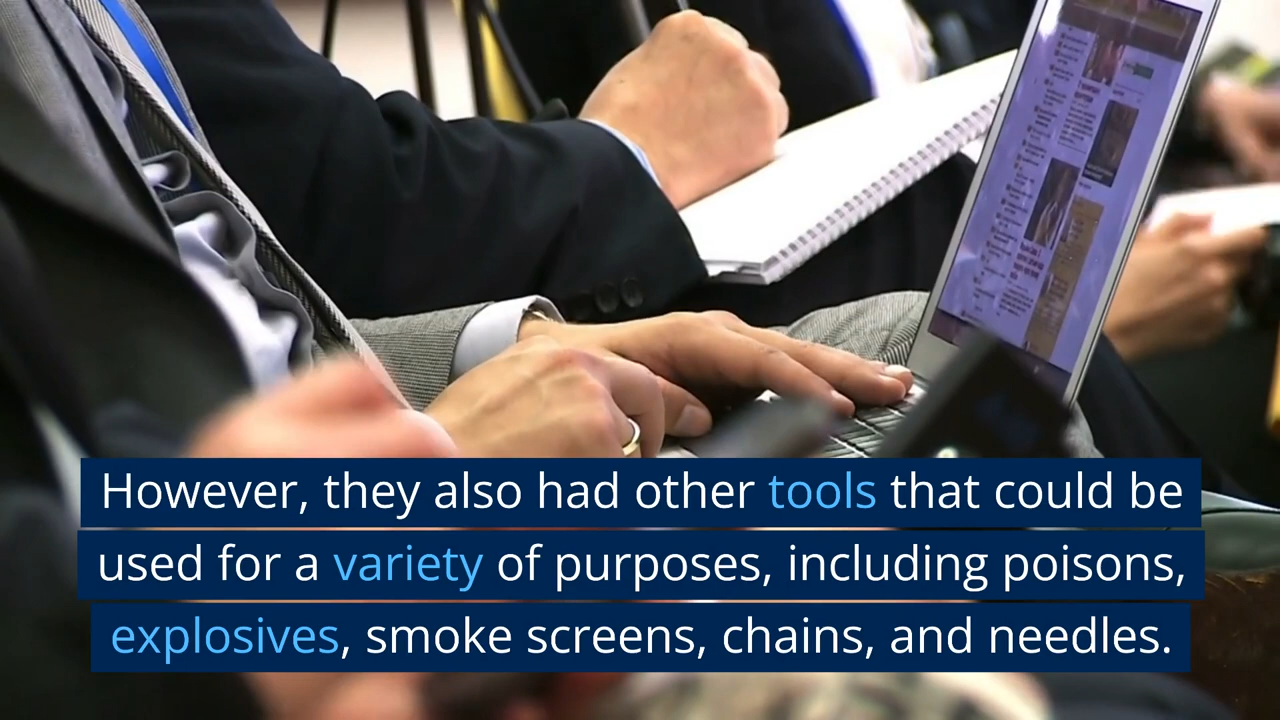 However, they also had other tools that could be
used for a variety of purposes, including poisons,
explosives, smoke screens, chains, and needles.